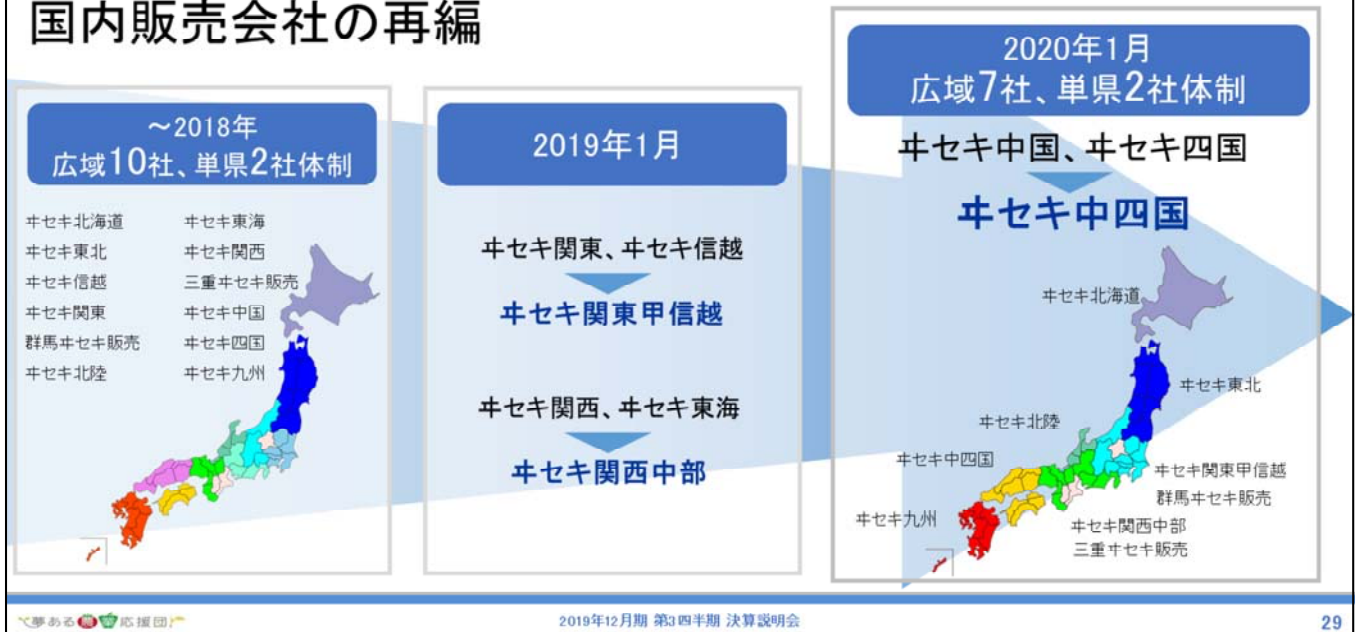 国内販売会社の再編
～2018年
広域10社、単県2社体制
ヰセキ北海道
ヰセキ東北
ヰセキ信越
ヰセキ関東
群馬ヰセキ販売
ヰセキ北陸
ヰセキ東海
ヰセキ関西
三重ヰセキ販売
ヰセキ中国
ヰセキ四国
ヰセキ九州
2019年1月
ヰセキ関東、ヰセキ信越
ヰセキ関東甲信越
ヰセキ関西、ヰセキ東海
ヰセキ関西中部
2020年1月
広域7社、単県2社体制
ヰセキ中国、ヰセキ四国
ヰセキ中四国
ヰセキ北海道
ヰセキ東北
ヰセキ北陸
ヰセキ中四国
ヰセキ関東甲信越
群馬ヰセキ販売
ヰセキ九州
ヰセキ関西中部
三重ヰセキ販売
夢ある農業応援団!
2019年12月期 第3四半期 決算説明会
29